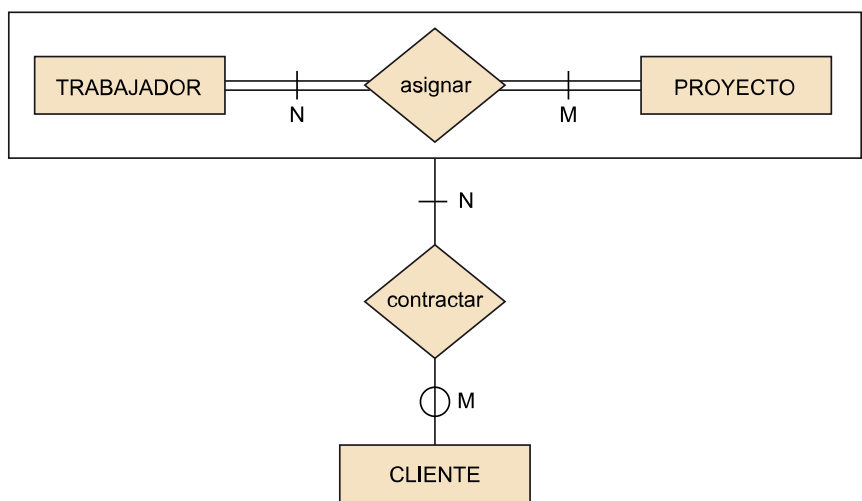 TRABAJADOR
asignar
PROYECTO
N
M
N
contractar
M
CLIENTE